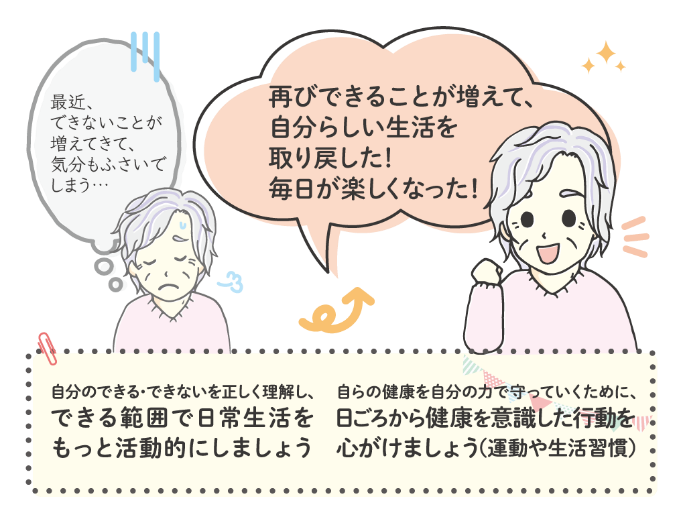 最近、
できないことが
増えてきて、
気分もふさいで
しまう…
再びできることが増えて、
自分らしい生活を
取り戻した！
毎日が楽しくなった！
自分のできる・できないを正しく理解し、
できる範囲で日常生活を
もっと活動的にしましょう
自らの健康を自分の力で守っていくために、
日ごろから健康を意識した行動を
心がけましょう（運動や生活習慣）